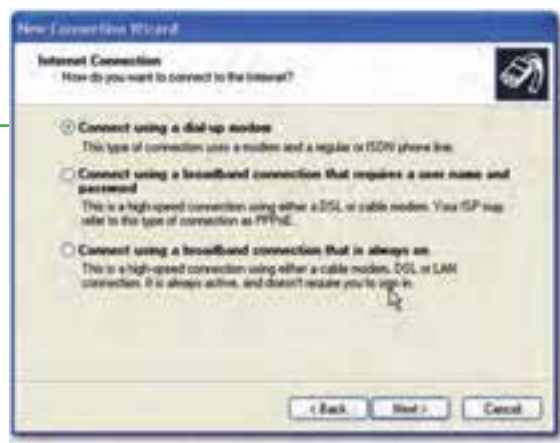 New Connection Wizard
Internet Connection
How do you want to connect to the Internet?
Connect using a dial-up modem
This type of connection uses a modem and a regular or ISDN phone line.
Connect using a broadband connection that requires a user name and
password
This is a high-speed connection using either a DSL or cable modem. Your ISP may
refer to this type of connection as PPPoE.
Connect using a broadband connection that is always on
This is a high-speed connection using either a cable modem, DSL or LAN
connection. It is always active, and doesn't require you to sign in.
< Back
Next >
Cancel